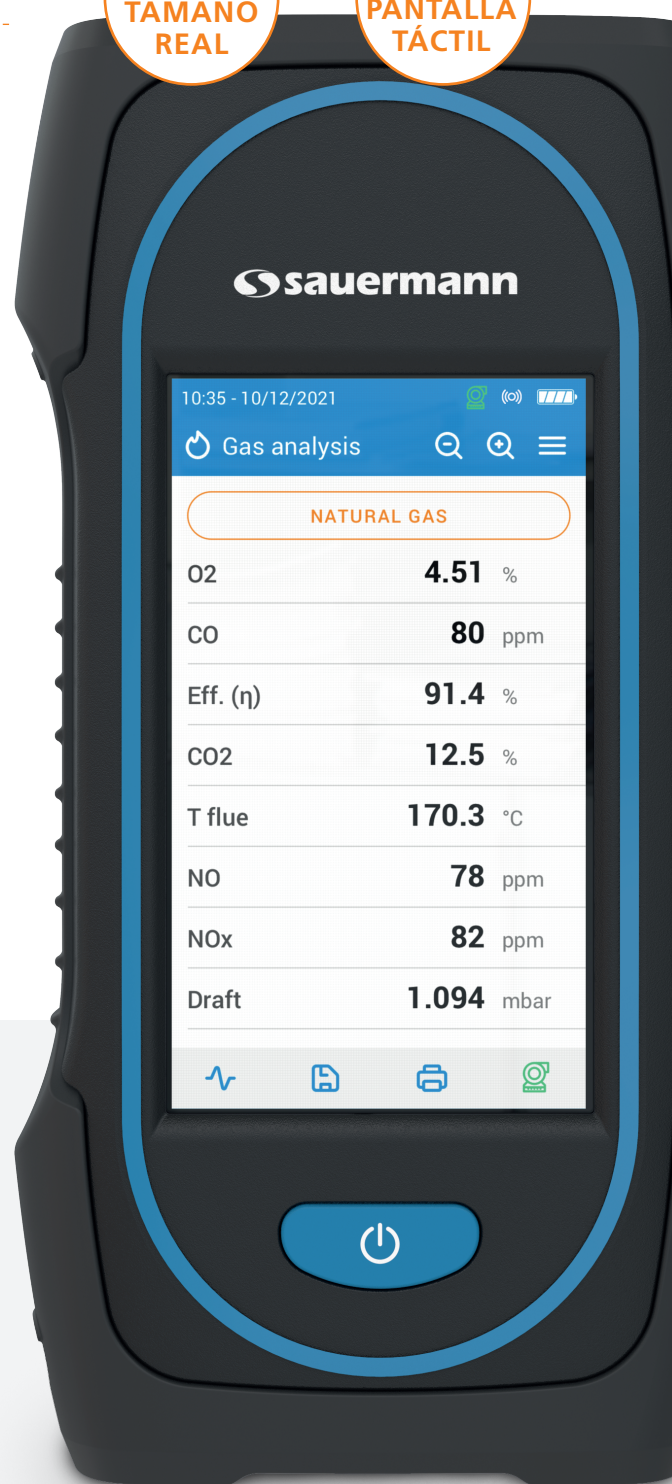 TAMAÑO
REAL
PANTALLA
TÁCTIL
sauermann
10:35 - 10/12/2021
Gas analysis
NATURAL GAS
O2 4.51 %
CO 80 ppm
Eff. (η) 91.4 %
CO2 12.5 %
T flue 170.3 °C
NO 78 ppm
NOx 82 ppm
Draft 1.094 mbar